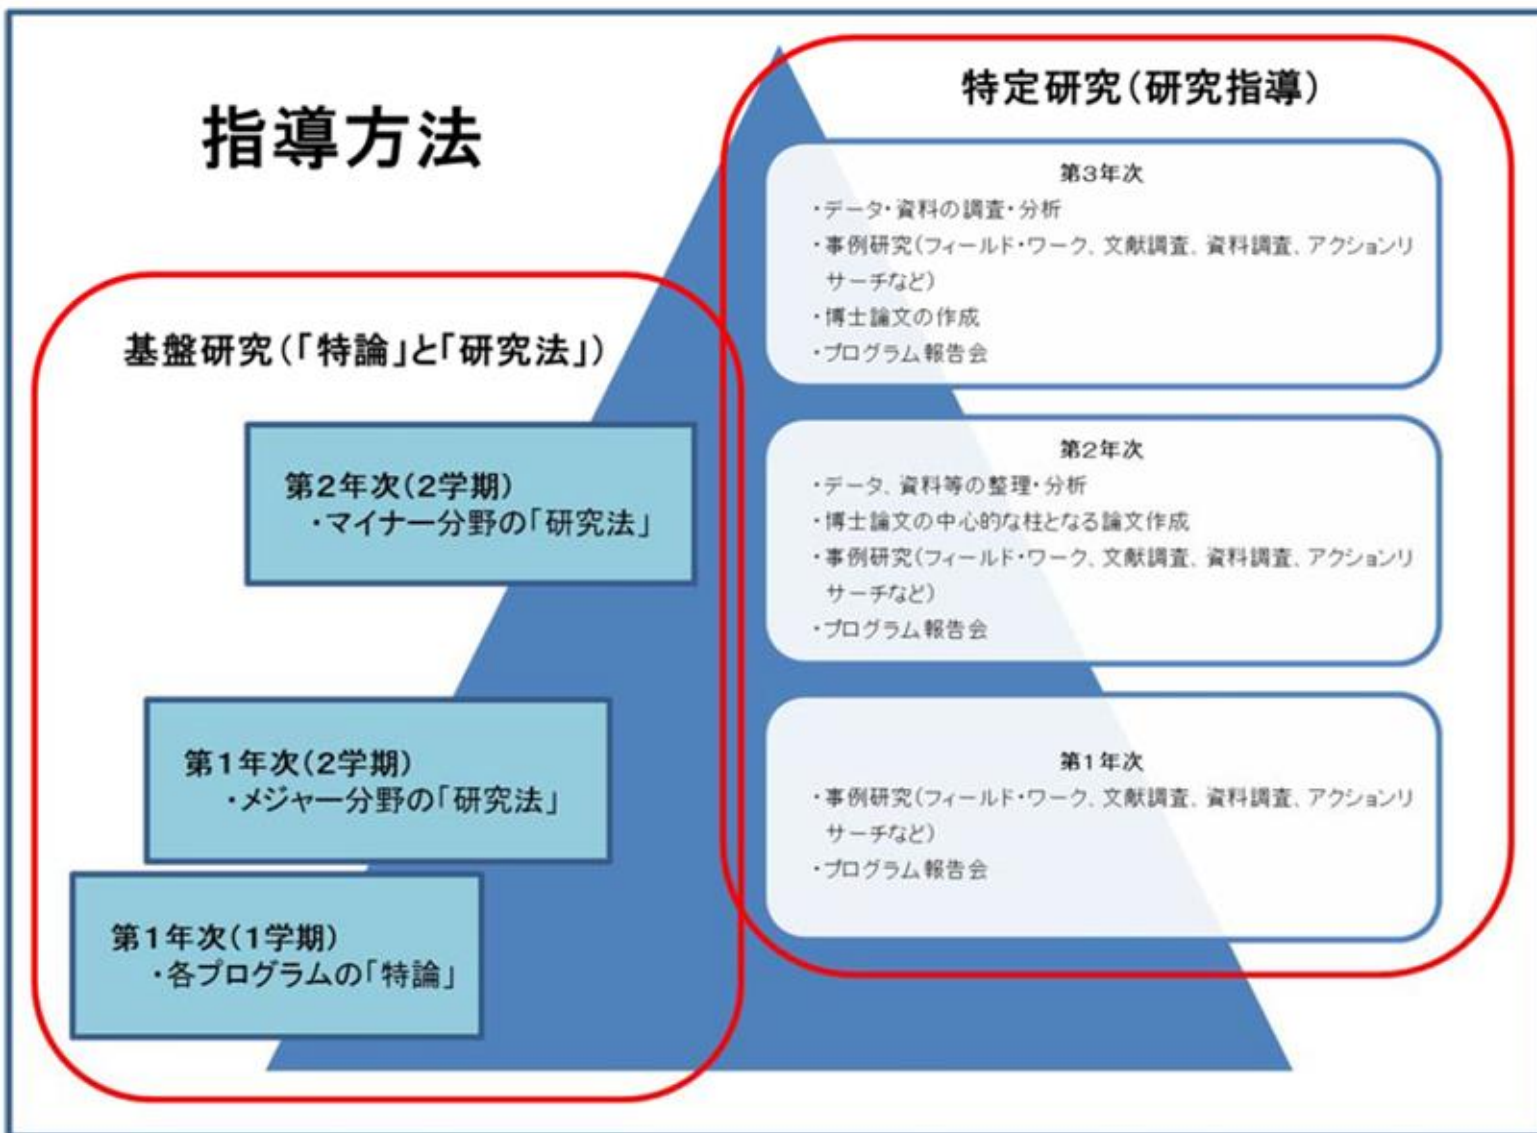 指導方法
基盤研究(「特論」と「研究法」)
第2年次(2学期)
・マイナー分野の「研究法」
第1年次(2学期)
・メジャー分野の「研究法」
第1年次(1学期)
・各プログラムの「特論」
特定研究(研究指導)
第3年次
・データ・資料の調査・分析
・事例研究(フィールド・ワーク、文献調査、資料調査、アクションリ
サーチなど)
・博士論文の作成
・プログラム報告会
第2年次
・データ、資料等の整理・分析
・博士論文の中心的な柱となる論文作成
・事例研究(フィールド・ワーク、文献調査、資料調査、アクションリ
サーチなど)
・プログラム報告会
第1年次
・事例研究(フィールド・ワーク、文献調査、資料調査、アクションリ
サーチなど)
・プログラム報告会